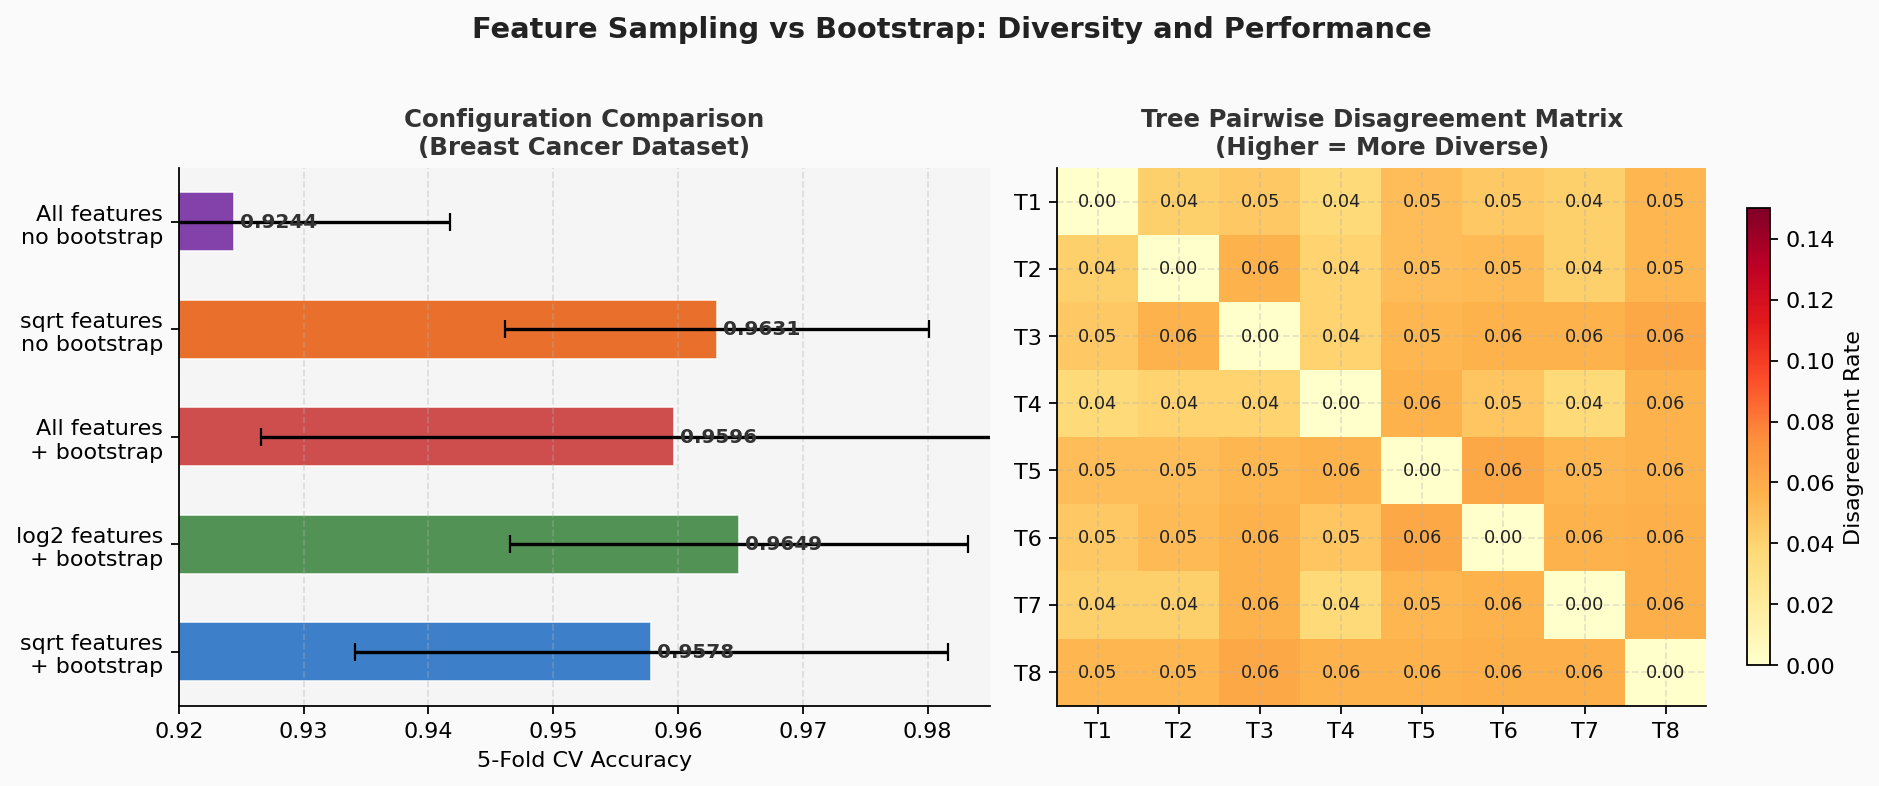 Feature Sampling vs Bootstrap: Diversity and Performance
Configuration Comparison
(Breast Cancer Dataset)
All features
no bootstrap
0.9244
sqrt features
no bootstrap
0.9631
All features
+ bootstrap
0.9596
log2 features
+ bootstrap
0.9649
sqrt features
+ bootstrap
0.9578
0.92 0.93 0.94 0.95 0.96 0.97 0.98
5-Fold CV Accuracy
Tree Pairwise Disagreement Matrix
(Higher = More Diverse)
T1 0.00 0.04 0.05 0.04 0.05 0.05 0.04 0.05
T2 0.04 0.00 0.06 0.04 0.05 0.05 0.04 0.05
T3 0.05 0.06 0.00 0.04 0.05 0.06 0.06 0.06
T4 0.04 0.04 0.04 0.00 0.06 0.05 0.04 0.06
T5 0.05 0.05 0.05 0.06 0.00 0.06 0.05 0.06
T6 0.05 0.05 0.06 0.05 0.06 0.00 0.06 0.06
T7 0.04 0.04 0.06 0.04 0.05 0.06 0.00 0.06
T8 0.05 0.05 0.06 0.06 0.06 0.06 0.06 0.00
T1 T2 T3 T4 T5 T6 T7 T8
0.14
0.12
0.10
0.08
0.06
0.04
0.02
0.00
Disagreement Rate